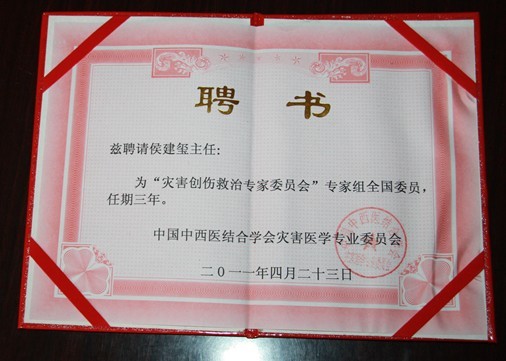 聘书
兹聘请侯建玺主任:
为“灾害创伤救治专家委员会”专家组全国委员,
任期三年。
中国中西医结合学会灾害医学专业委员会
二〇一一年四月二十三日